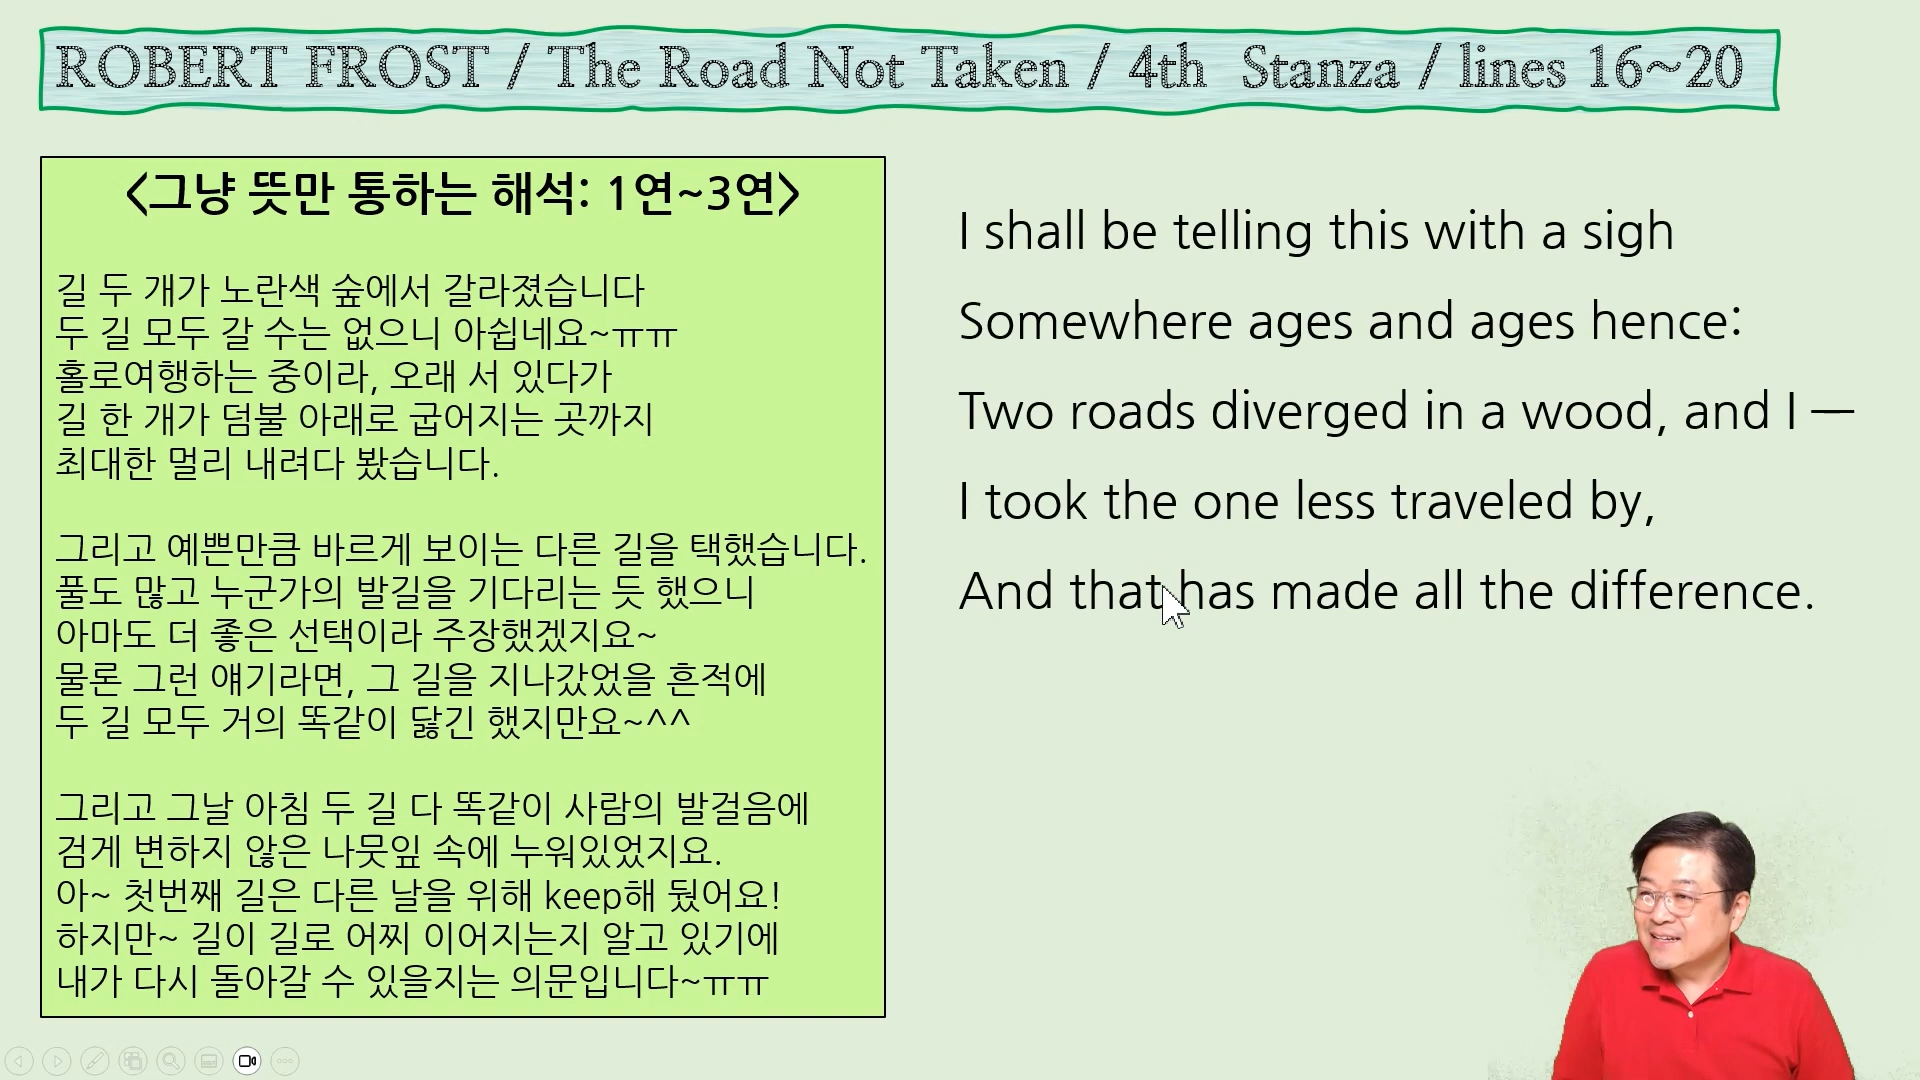 ROBERT FROST / The Road Not Taken / 4th Stanza / lines 16~20
<그냥 뜻만 통하는 해석: 1연~3연>
길 두 개가 노란색 숲에서 갈라졌습니다
두 길 모두 갈 수는 없으니 아쉽네요~ㅠㅠ
홀로여행하는 중이라, 오래 서 있다가
길 한 개가 덤불 아래로 굽어지는 곳까지
최대한 멀리 내려다 봤습니다.
그리고 예쁜만큼 바르게 보이는 다른 길을 택했습니다.
풀도 많고 누군가의 발길을 기다리는 듯 했으니
아마도 더 좋은 선택이라 주장했겠지요~
물론 그런 얘기라면, 그 길을 지나갔었을 흔적에
두 길 모두 거의 똑같이 닳긴 했지만요~^^
그리고 그날 아침 두 길 다 똑같이 사람의 발걸음에
검게 변하지 않은 나뭇잎 속에 누워있었지요.
아~ 첫번째 길은 다른 날을 위해 keep해 뒀어요!
하지만~ 길이 길로 어찌 이어지는지 알고 있기에
내가 다시 돌아갈 수 있을지는 의문입니다~ㅠㅠ
I shall be telling this with a sigh
Somewhere ages and ages hence:
Two roads diverged in a wood, and I —
I took the one less traveled by,
And that has made all the difference.